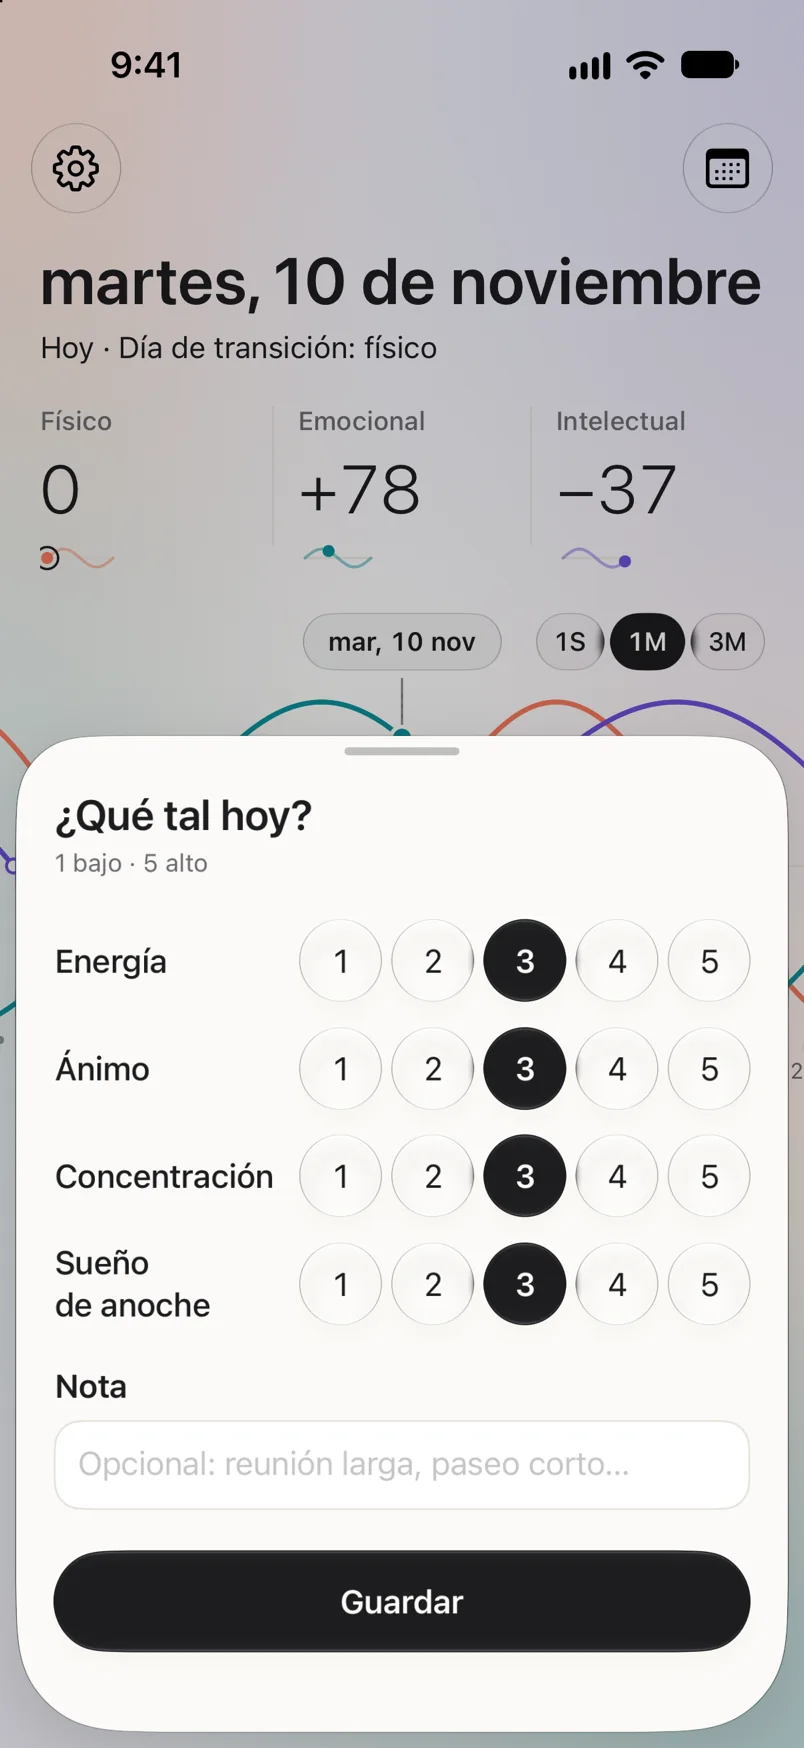 9:41
martes, 10 de noviembre
Hoy · Día de transición: físico
Físico Emocional Intelectual
0 +78 −37
mar, 10 nov 1S 1M 3M
¿Qué tal hoy?
1 bajo · 5 alto
Energía 1 2 3 4 5
Ánimo 1 2 3 4 5
Concentración 1 2 3 4 5
Sueño
de anoche 1 2 3 4 5
Nota
Opcional: reunión larga, paseo corto...
Guardar